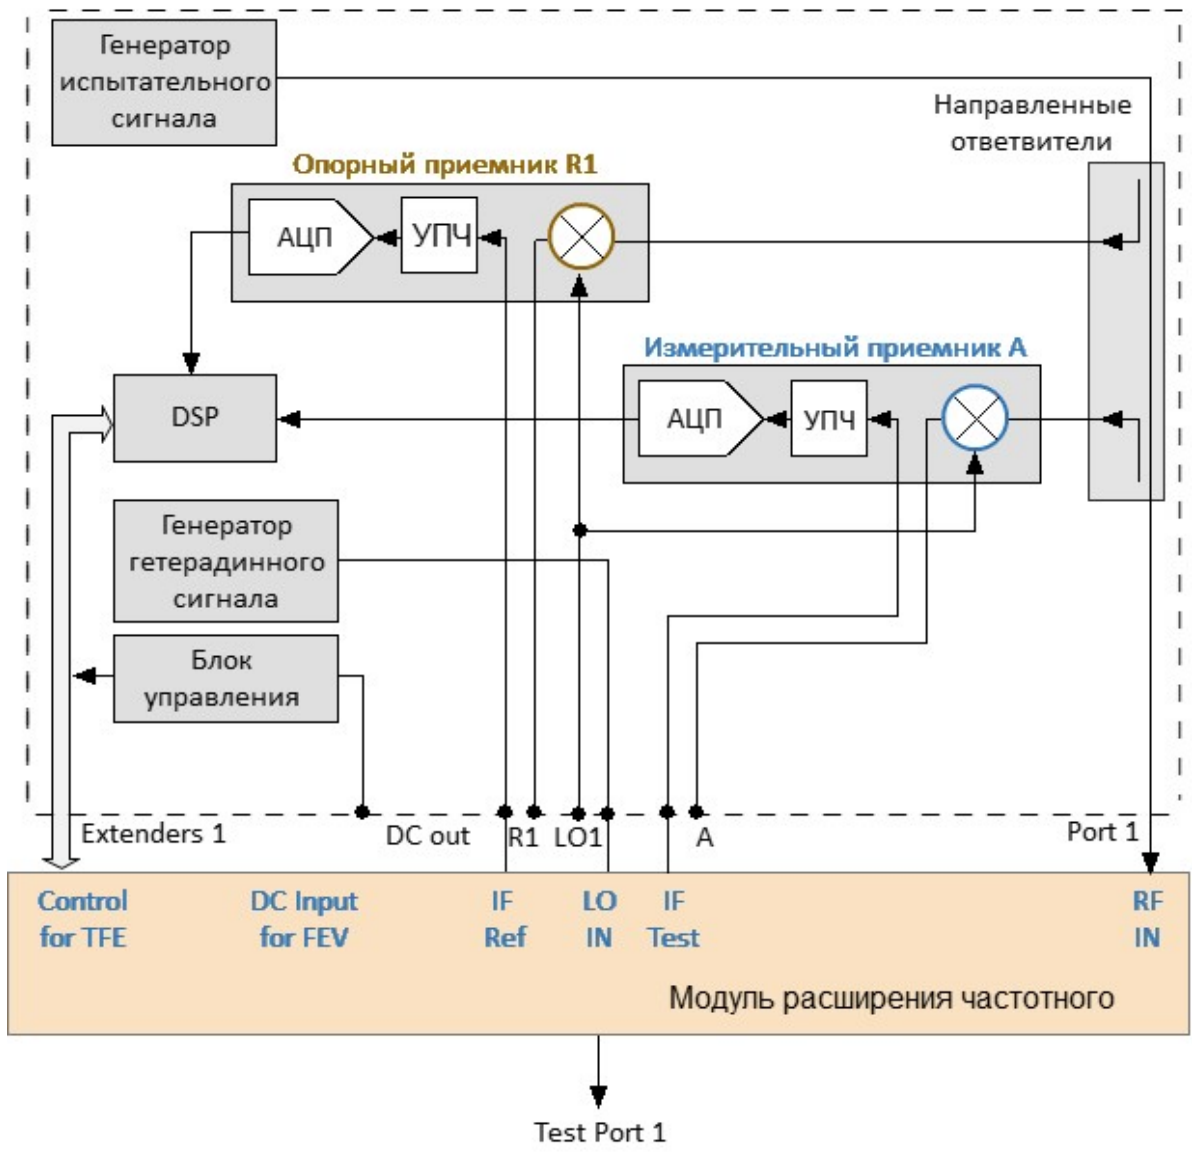 Генератор
испытательного
сигнала
Направленные
ответвители
Опорный приемник R1
АЦП
УПЧ
Измерительный приемник А
АЦП
УПЧ
DSP
Генератор
гетерадинного
сигнала
Блок
управления
Extenders 1
DC out
R1
LO1
A
Port 1
Control
for TFE
DC Input
for FEV
IF
Ref
LO
IN
IF
Test
RF
IN
Модуль расширения частотного
Test Port 1